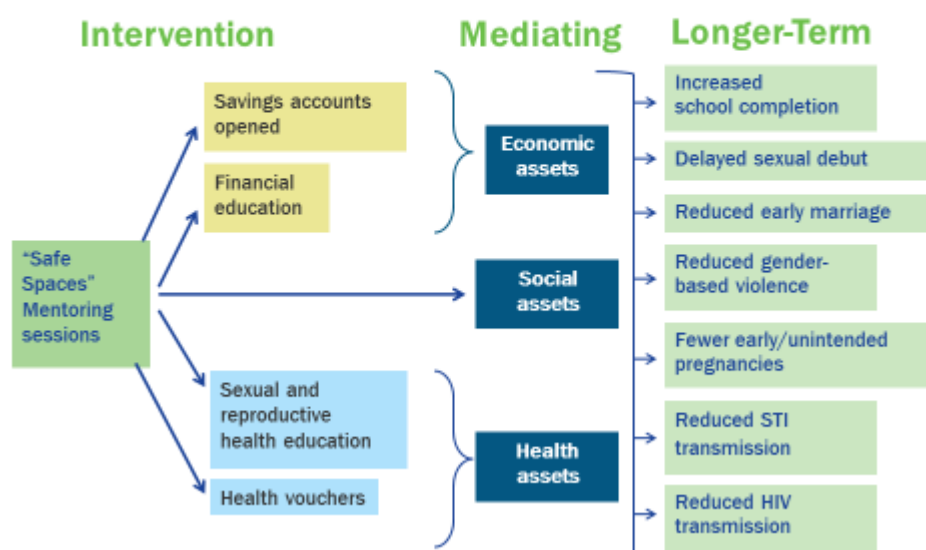 Intervention
Mediating
Longer-Term
"Safe
Spaces"
Mentoring
sessions
Savings accounts
opened
Financial
education
Sexual and
reproductive
health education
Health vouchers
Economic
assets
Social
assets
Health
assets
Increased
school completion
Delayed sexual debut
Reduced early marriage
Reduced gender-
based violence
Fewer early/unintended
pregnancies
Reduced STI
transmission
Reduced HIV
transmission